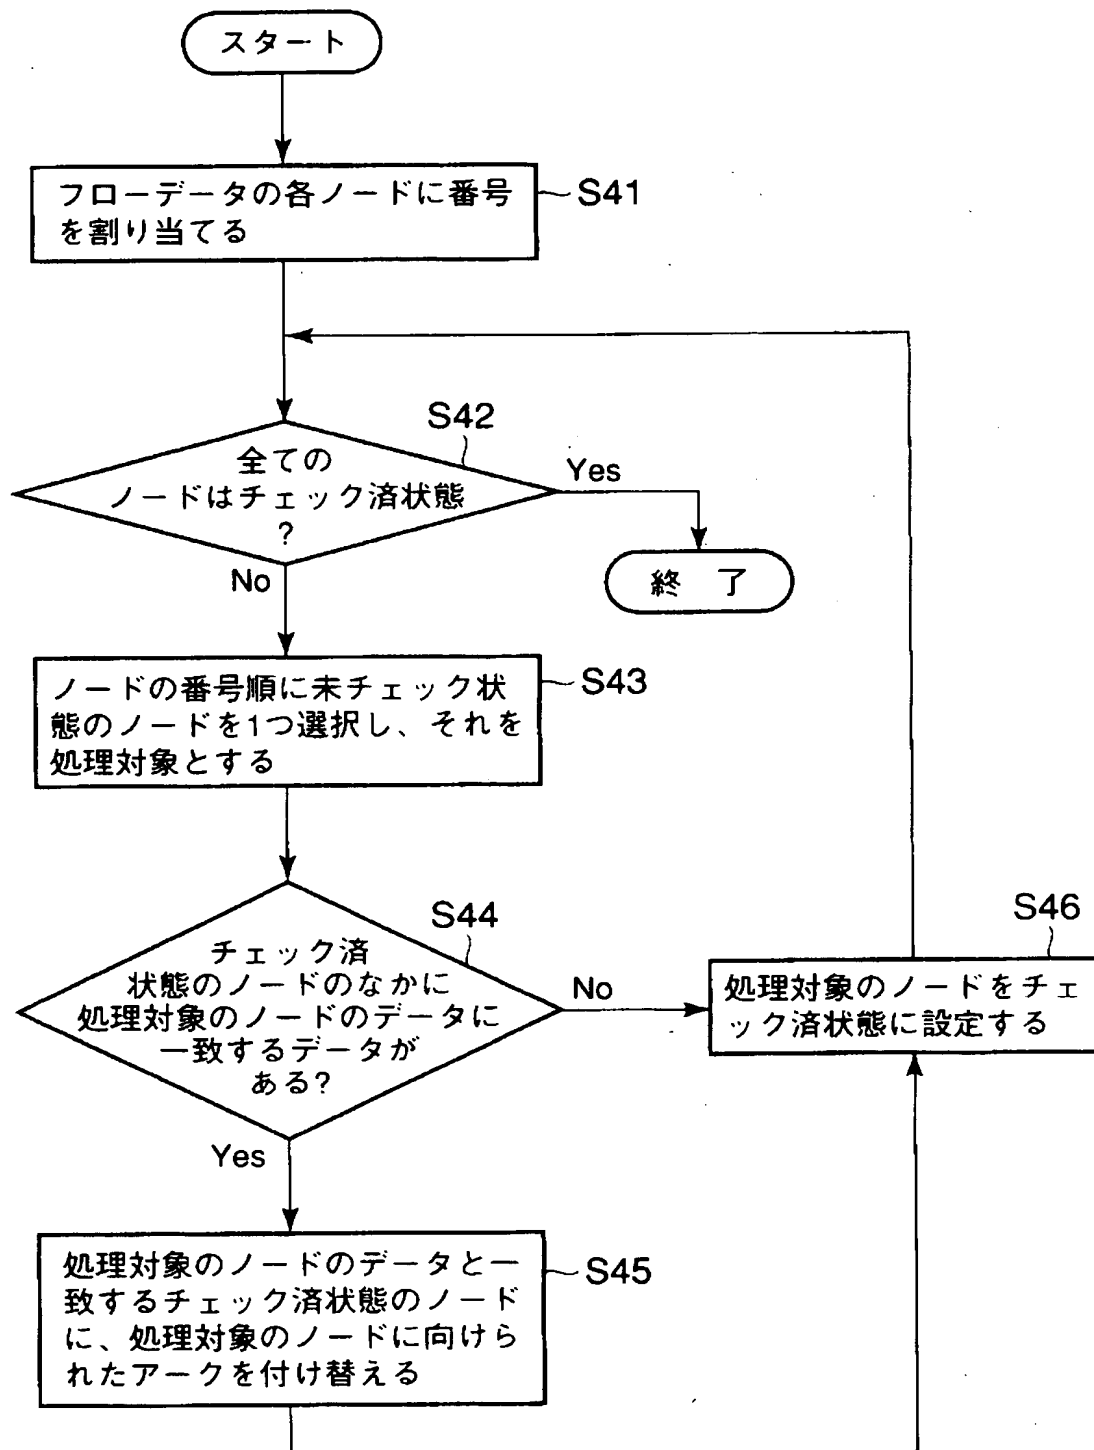 スタート
フローデータの各ノードに番号
を割り当てる
S41
S42
全ての
ノードはチェック済状態
?
Yes
終 了
No
ノードの番号順に未チェック状
態のノードを1つ選択し、それを
処理対象とする
S43
S44
チェック済
状態のノードのなかに
処理対象のノードのデータに
一致するデータが
ある?
No
S46
処理対象のノードをチェ
ック済状態に設定する
Yes
処理対象のノードのデータと一
致するチェック済状態のノード
に、処理対象のノードに向けら
れたアークを付け替える
S45